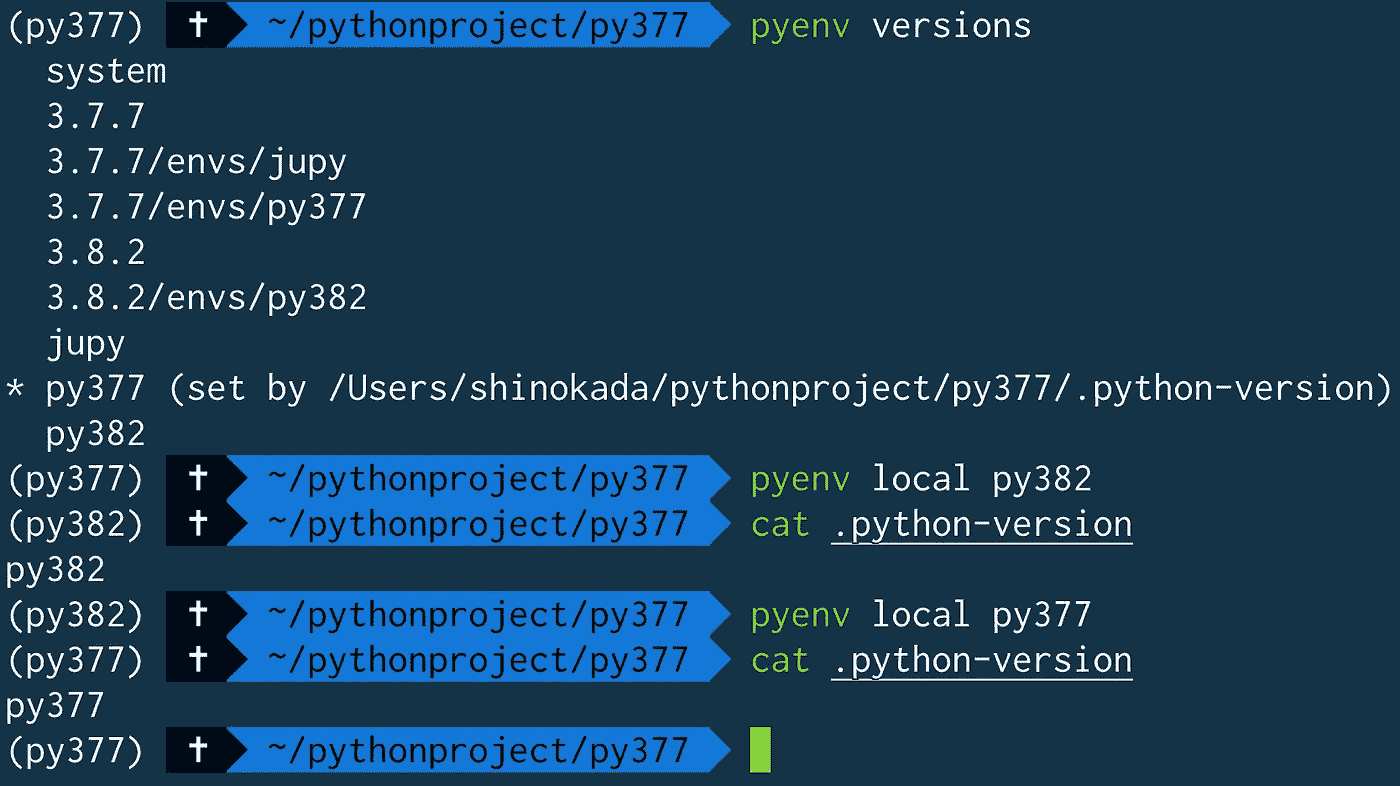 (py377) † ~/pythonproject/py377 pyenv versions
  system
  3.7.7
  3.7.7/envs/jupy
  3.7.7/envs/py377
  3.8.2
  3.8.2/envs/py382
  jupy
* py377 (set by /Users/shinokada/pythonproject/py377/.python-version)
  py382
(py377) † ~/pythonproject/py377 pyenv local py382
(py382) † ~/pythonproject/py377 cat .python-version
py382
(py382) † ~/pythonproject/py377 pyenv local py377
(py377) † ~/pythonproject/py377 cat .python-version
py377
(py377) † ~/pythonproject/py377